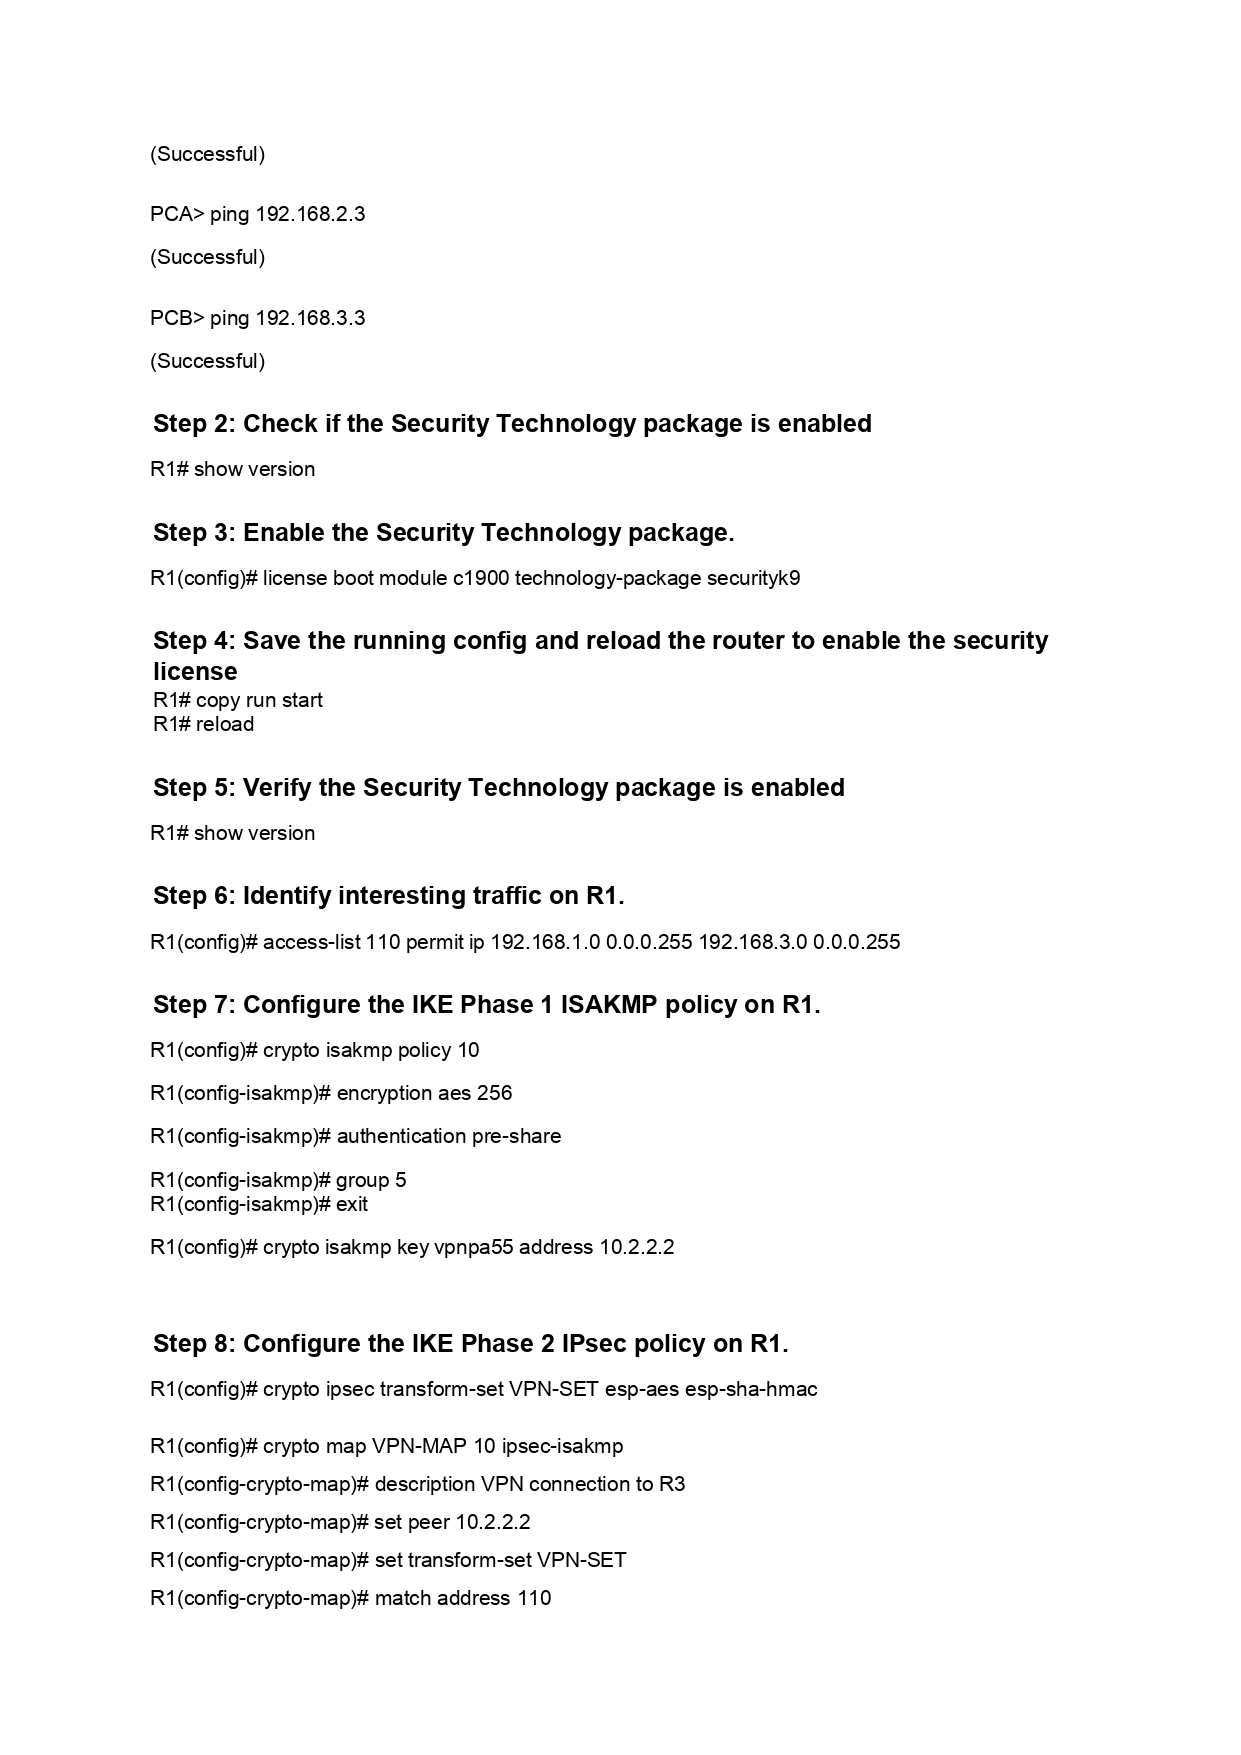 (Successful)
PCA> ping 192.168.2.3
(Successful)
PCB> ping 192.168.3.3
(Successful)
Step 2: Check if the Security Technology package is enabled
R1# show version
Step 3: Enable the Security Technology package.
R1(config)# license boot module c1900 technology-package securityk9
Step 4: Save the running config and reload the router to enable the security
license
R1# copy run start
R1# reload
Step 5: Verify the Security Technology package is enabled
R1# show version
Step 6: Identify interesting traffic on R1.
R1(config)# access-list 110 permit ip 192.168.1.0 0.0.0.255 192.168.3.0 0.0.0.255
Step 7: Configure the IKE Phase 1 ISAKMP policy on R1.
R1(config)# crypto isakmp policy 10
R1(config-isakmp)# encryption aes 256
R1(config-isakmp)# authentication pre-share
R1(config-isakmp)# group 5
R1(config-isakmp)# exit
R1(config)# crypto isakmp key vpnpa55 address 10.2.2.2
Step 8: Configure the IKE Phase 2 IPsec policy on R1.
R1(config)# crypto ipsec transform-set VPN-SET esp-aes esp-sha-hmac
R1(config)# crypto map VPN-MAP 10 ipsec-isakmp
R1(config-crypto-map)# description VPN connection to R3
R1(config-crypto-map)# set peer 10.2.2.2
R1(config-crypto-map)# set transform-set VPN-SET
R1(config-crypto-map)# match address 110